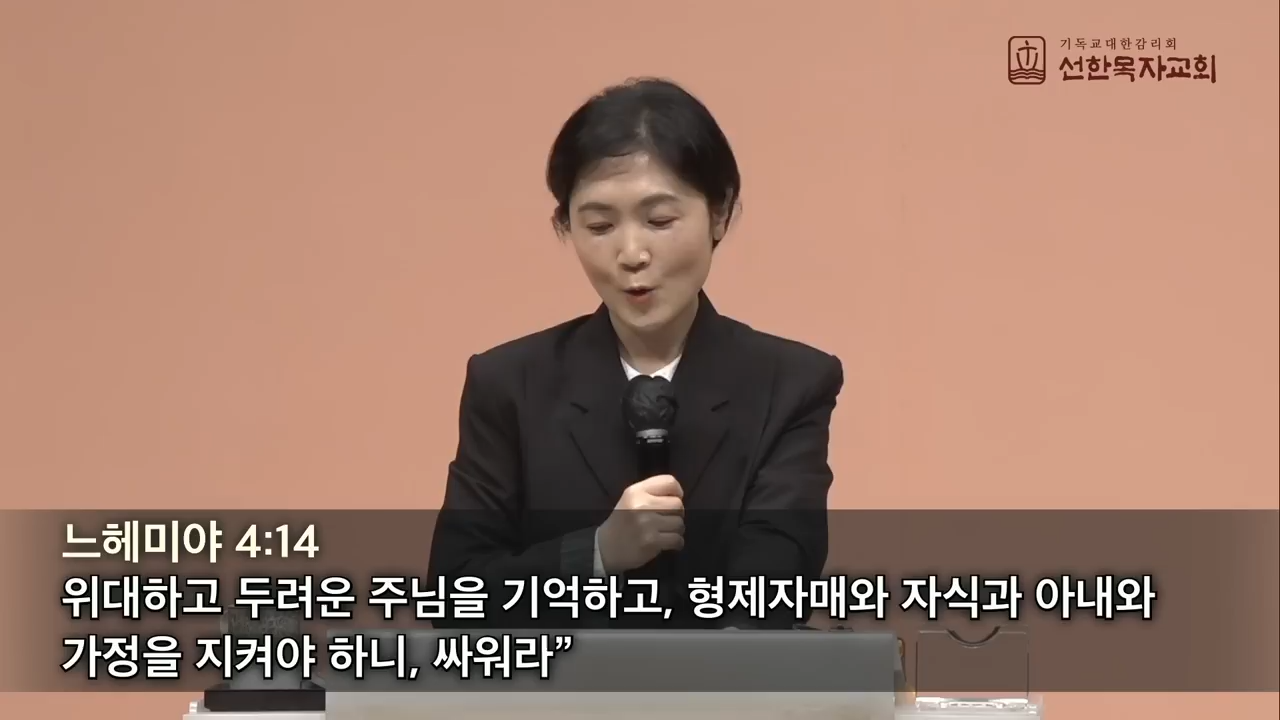 기독교대한감리회
선한목자교회
느헤미야 4:14
위대하고 두려운 주님을 기억하고, 형제자매와 자식과 아내와
가정을 지켜야 하니, 싸워라”